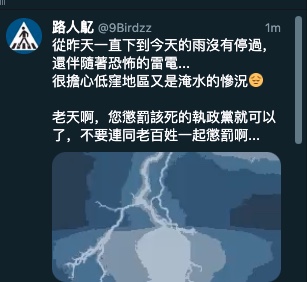 路人馜 @9Birdzz 1m
從昨天一直下到今天的雨沒有停過，
還伴隨著恐怖的雷電...
很擔心低窪地區又是淹水的慘況😔
老天啊，您懲罰該死的執政黨就可以
了，不要連同老百姓一起懲罰啊...